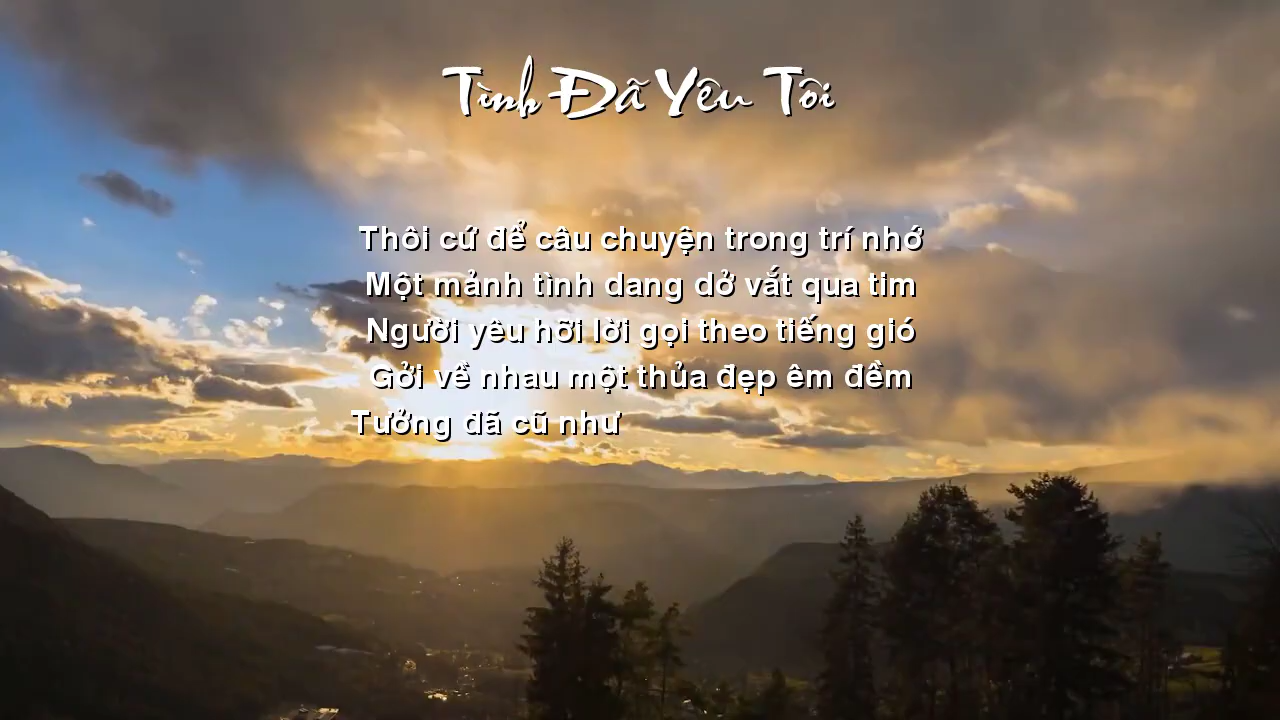 Tình Đã Yêu Tôi
Thôi cứ để câu chuyện trong trí nhớ
Một mảnh tình dang dở vắt qua tim
Người yêu hỡi lời gọi theo tiếng gió
Gởi về nhau một thủa đẹp êm đềm
Tưởng đã cũ như